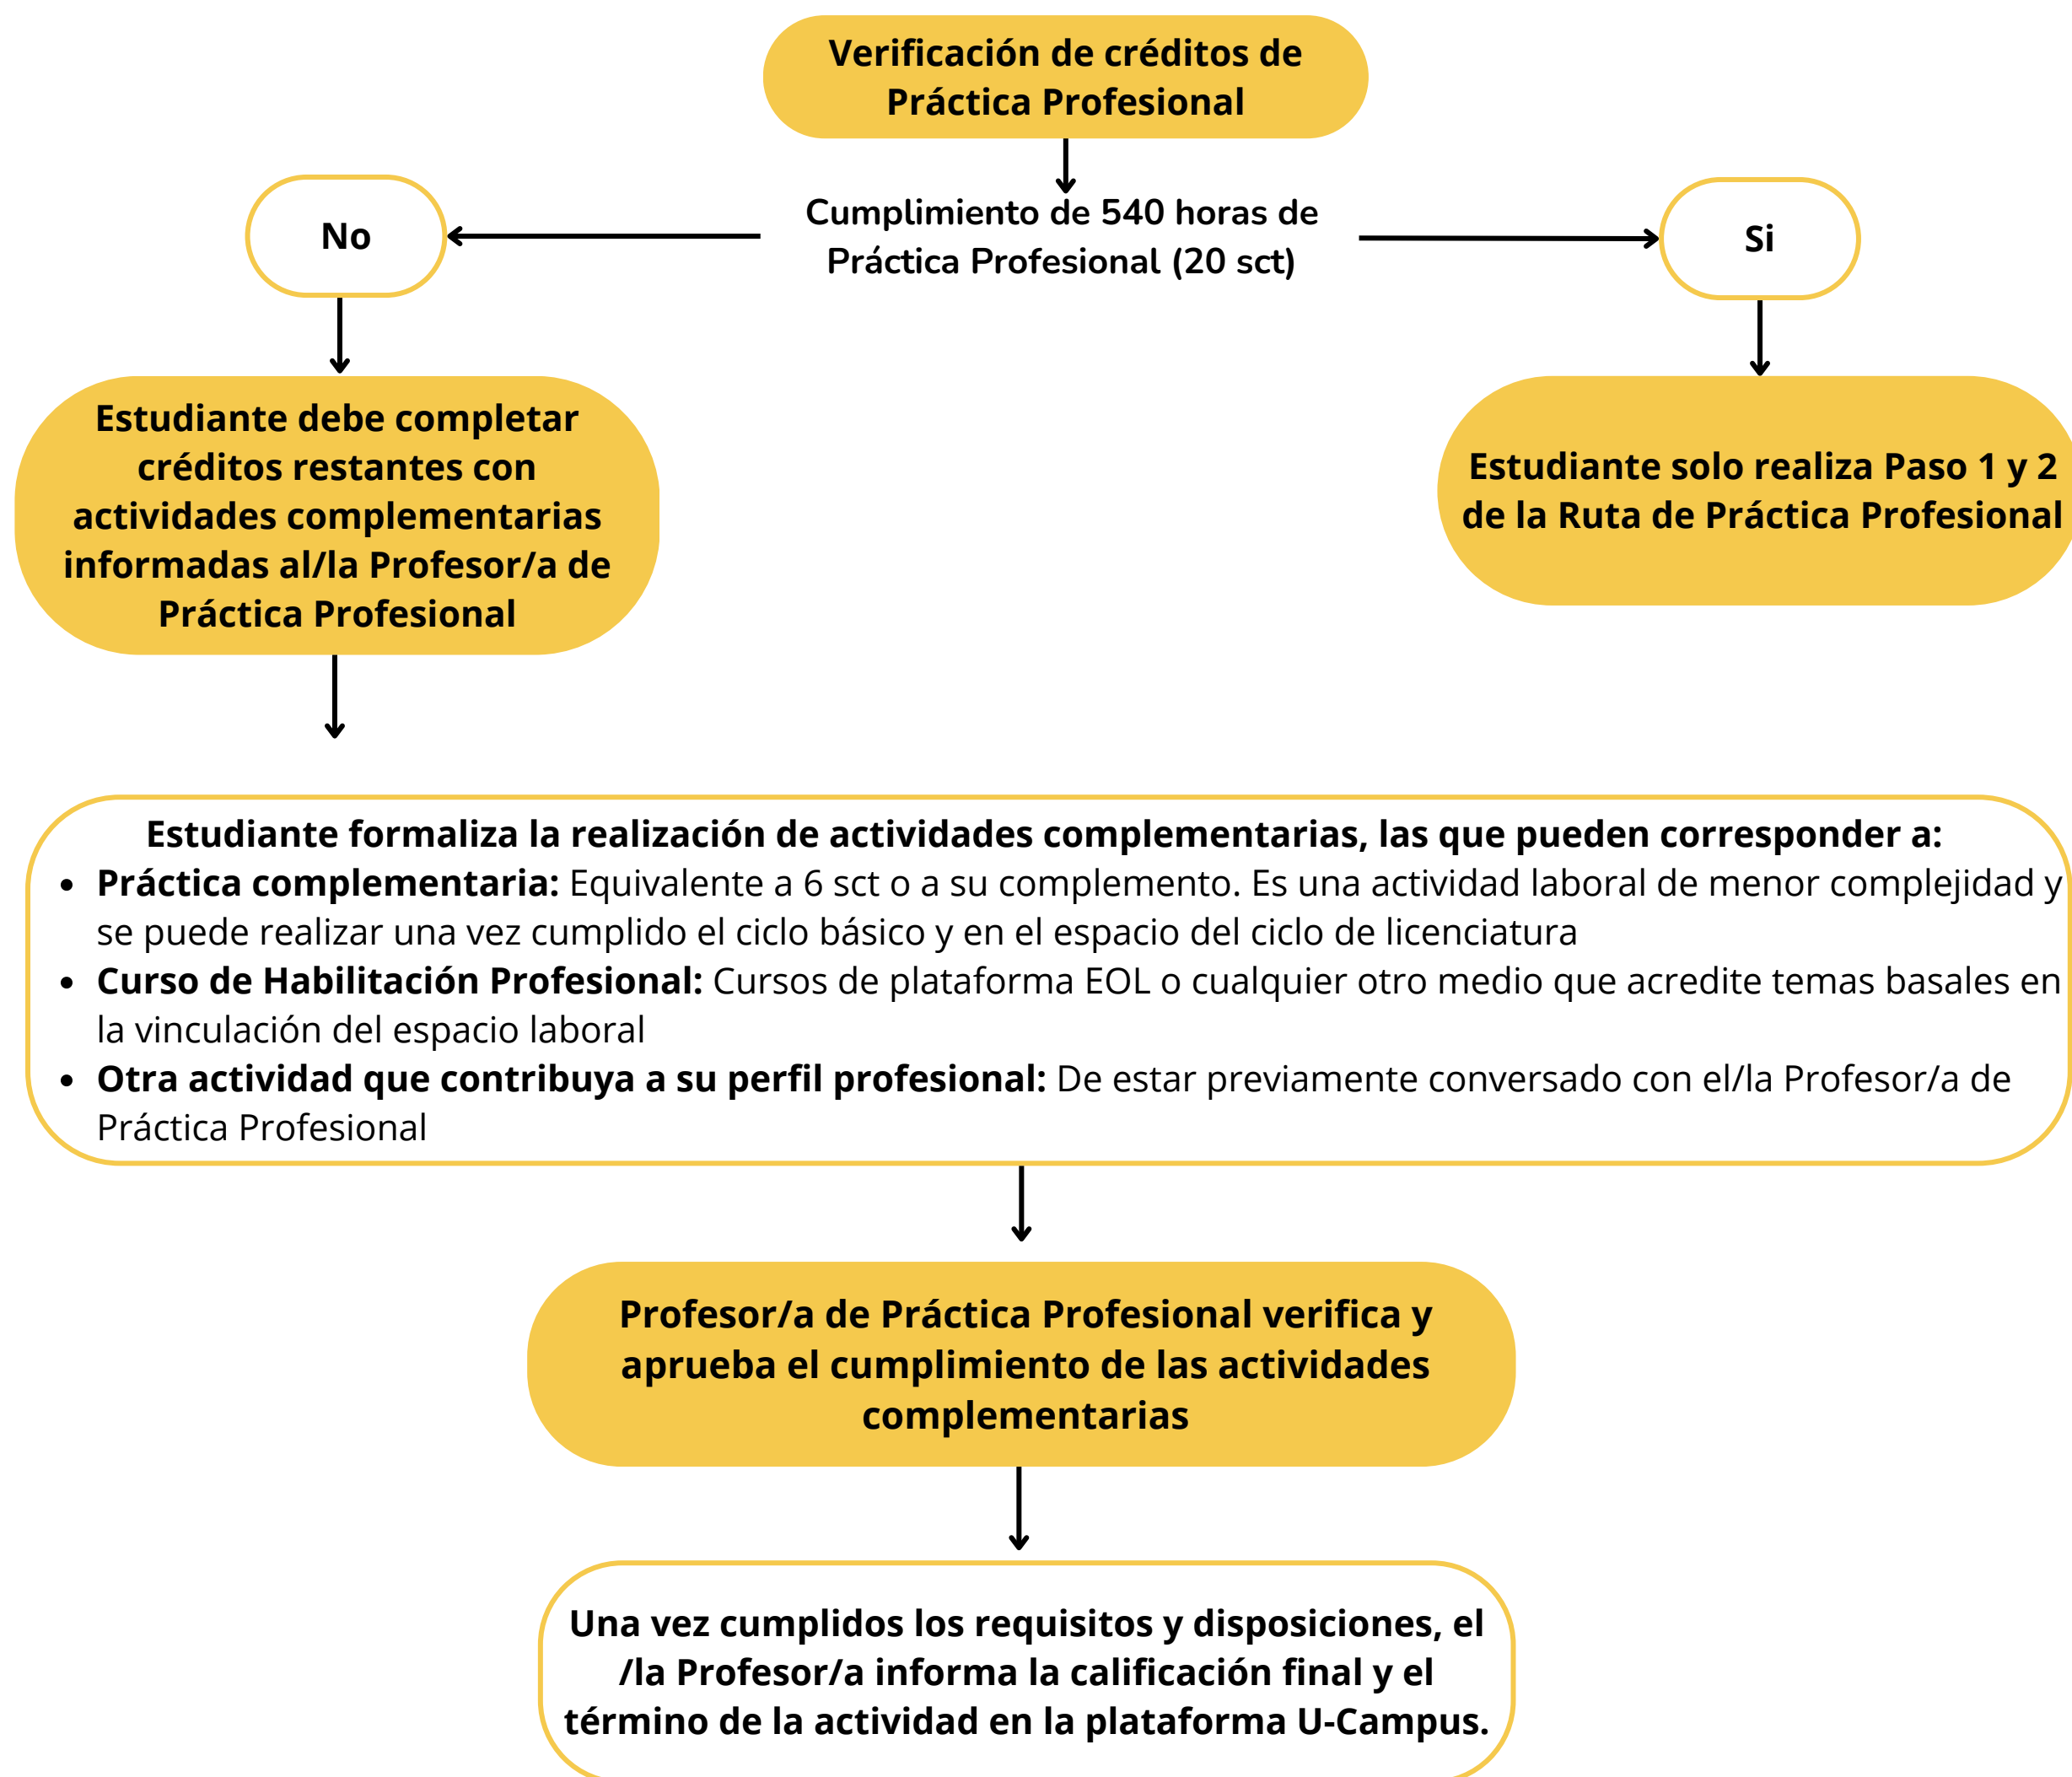 Verificación de créditos de
Práctica Profesional
Cumplimiento de 540 horas de
Práctica Profesional (20 sct)
No
Si
Estudiante debe completar
créditos restantes con
actividades complementarias
informadas al/la Profesor/a de
Práctica Profesional
Estudiante solo realiza Paso 1 y 2
de la Ruta de Práctica Profesional
Estudiante formaliza la realización de actividades complementarias, las que pueden corresponder a:
• Práctica complementaria: Equivalente a 6 sct o a su complemento. Es una actividad laboral de menor complejidad y
se puede realizar una vez cumplido el ciclo básico y en el espacio del ciclo de licenciatura
• Curso de Habilitación Profesional: Cursos de plataforma EOL o cualquier otro medio que acredite temas basales en
la vinculación del espacio laboral
• Otra actividad que contribuya a su perfil profesional: De estar previamente conversado con el/la Profesor/a de
Práctica Profesional
Profesor/a de Práctica Profesional verifica y
aprueba el cumplimiento de las actividades
complementarias
Una vez cumplidos los requisitos y disposiciones, el
/la Profesor/a informa la calificación final y el
término de la actividad en la plataforma U-Campus.